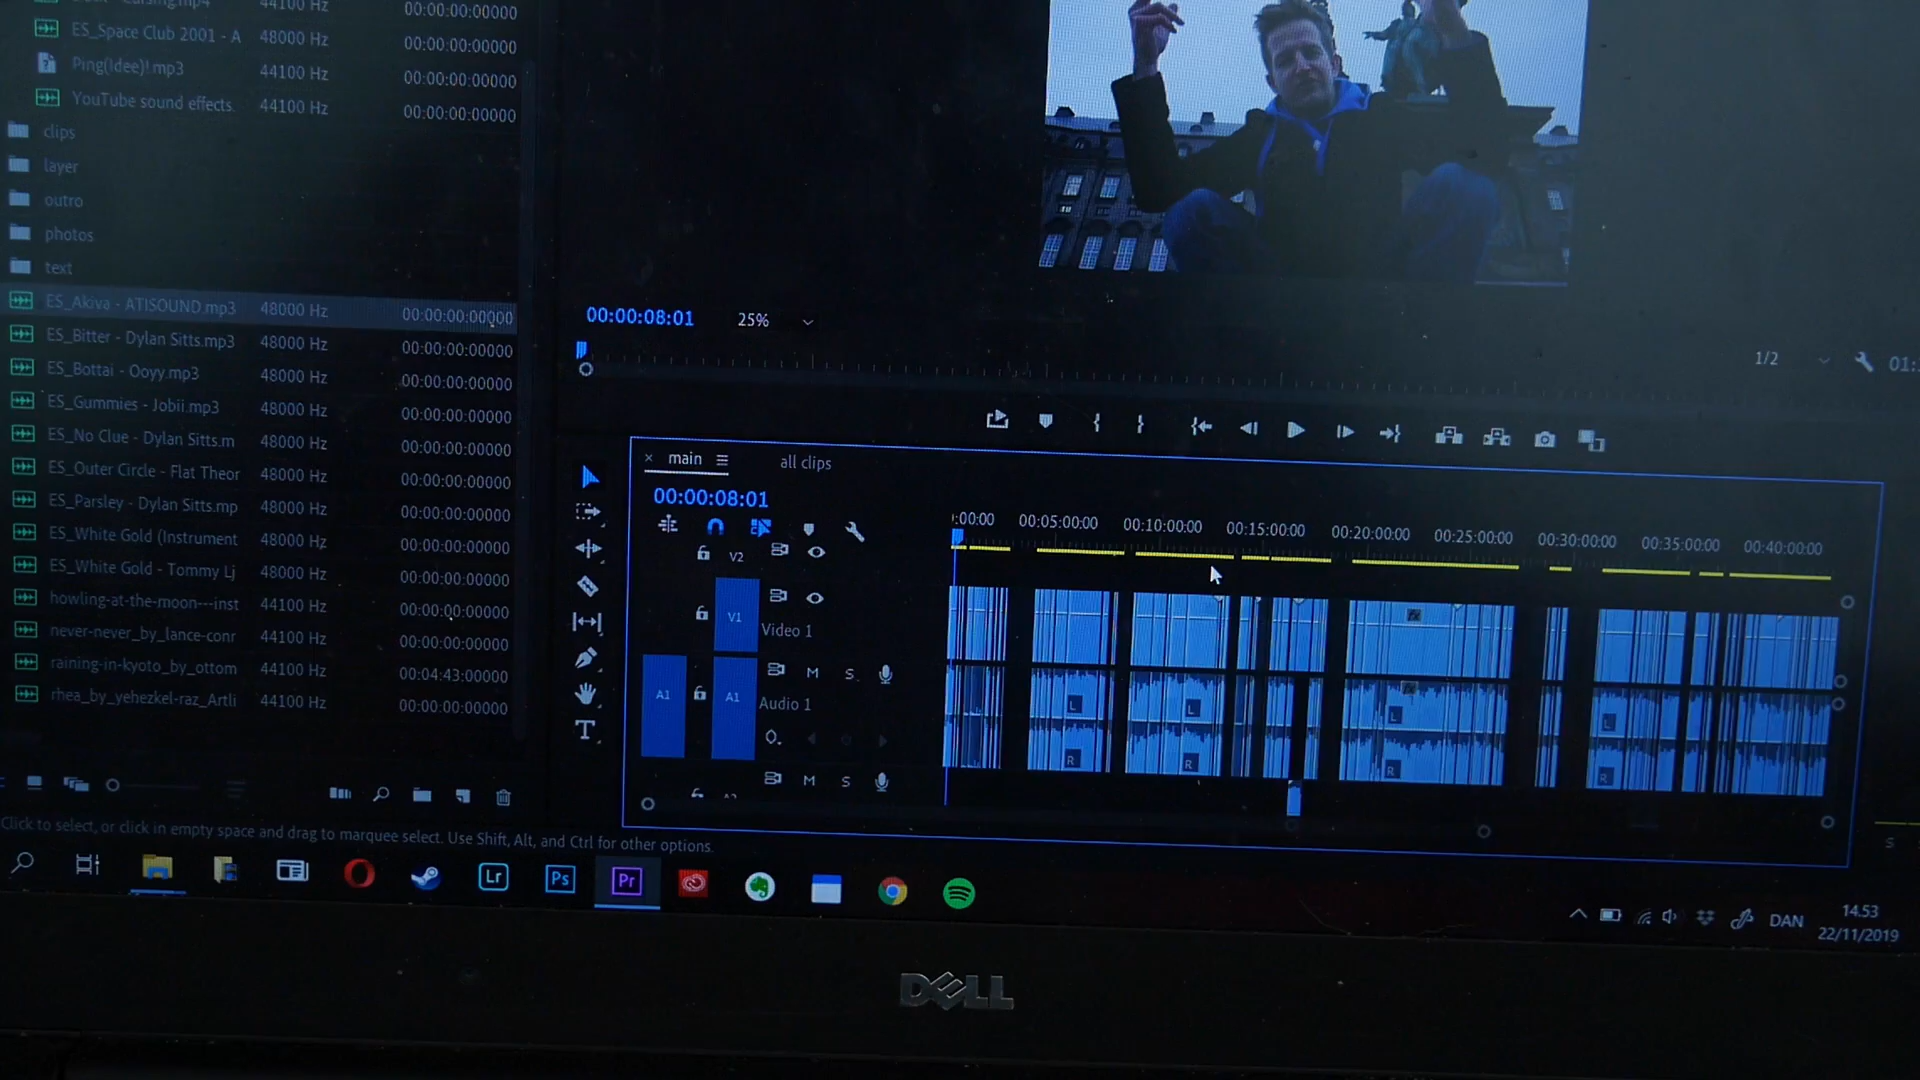 44100 Hz 00:00:00:00000
ES_Space Club 2001 - A 48000 Hz 00:00:00:00000
Ping(Idee)!.mp3 44100 Hz 00:00:00:00000
YouTube sound effects. 44100 Hz 00:00:00:00000
clips
layer
outro
photos
text
ES_Akiva - ATISOUND.mp3 48000 Hz 00:00:00:00000
ES_Bitter - Dylan Sitts.mp3 48000 Hz 00:00:00:00000
ES_Bottai - Ooyy.mp3 48000 Hz 00:00:00:00000
ES_Gummies - Jobii.mp3 48000 Hz 00:00:00:00000
ES_No Clue - Dylan Sitts.m 48000 Hz 00:00:00:00000
ES_Outer Circle - Flat Theor 48000 Hz 00:00:00:00000
ES_Parsley - Dylan Sitts.mp 48000 Hz 00:00:00:00000
ES_White Gold (Instrument 48000 Hz 00:00:00:00000
ES_White Gold - Tommy Lj 48000 Hz 00:00:00:00000
howling-at-the-moon---inst 44100 Hz 00:00:00:00000
never-never_by_lance-conr 44100 Hz 00:00:00:00000
raining-in-kyoto_by_ottom 44100 Hz 00:04:43:00000
rhea_by_yehezkel-raz_Artli 44100 Hz 00:00:00:00000
Click to select, or click in empty space and drag to marquee select. Use Shift, Alt, and Ctrl for other options.
00:00:08:01 25%
1/2 01:
main all clips
00:00:08:01
:00:00 00:05:00:00 00:10:00:00 00:15:00:00 00:20:00:00 00:25:00:00 00:30:00:00 00:35:00:00 00:40:00:00
V2
V1 Video 1
M S
A1 A1 Audio 1
M S
T
L L L L
R R R R
fx
S
Lr Ps Pr
DAN
14.53
22/11/2019
DELL